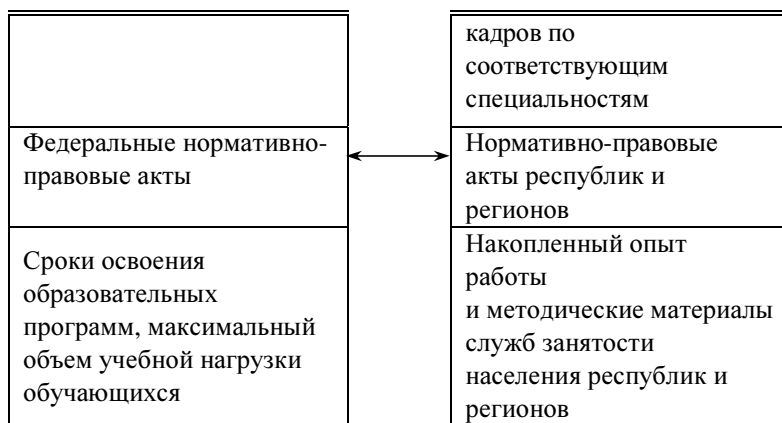 кадров по
соответствующим
специальностям
Федеральные нормативно-
правовые акты
Нормативно-правовые
акты республик и
регионов
Сроки освоения
образовательных
программ, максимальный
объем учебной нагрузки
обучающихся
Накопленный опыт
работы
и методические материалы
служб занятости
населения республик и
регионов